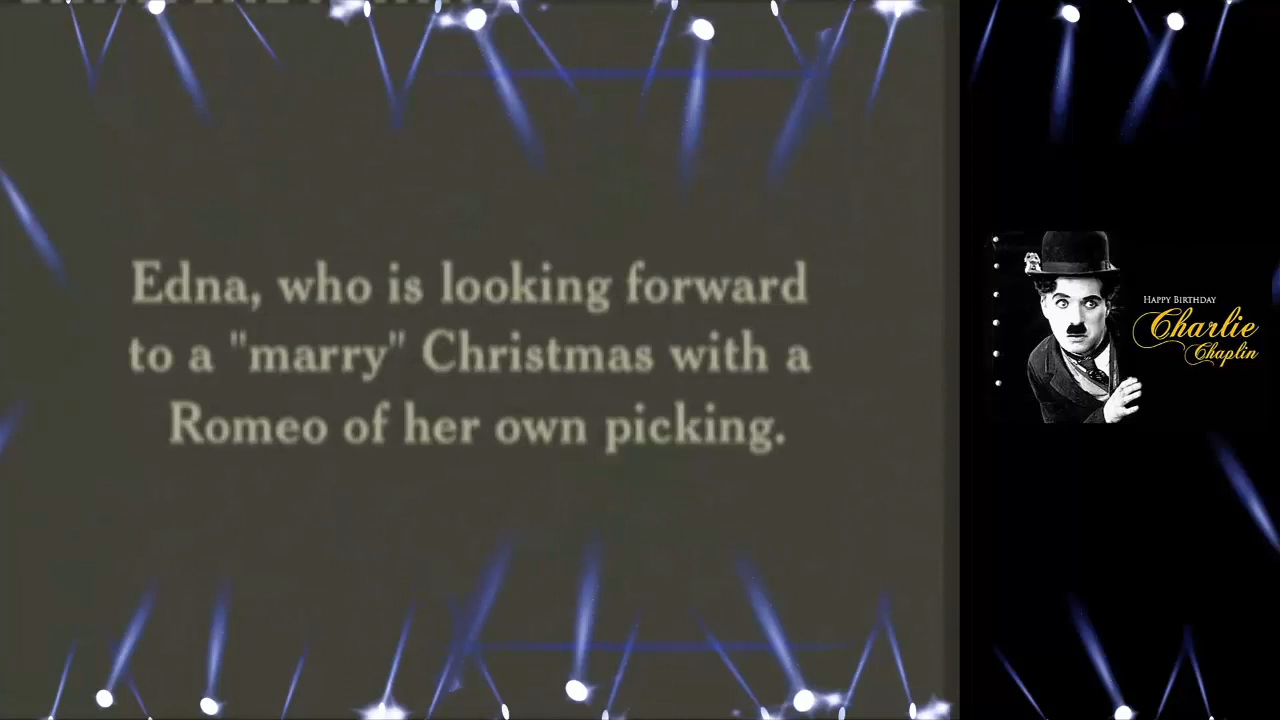 Edna, who is looking forward
to a "marry" Christmas with a
Romeo of her own picking.
Happy Birthday
Charlie
Chaplin